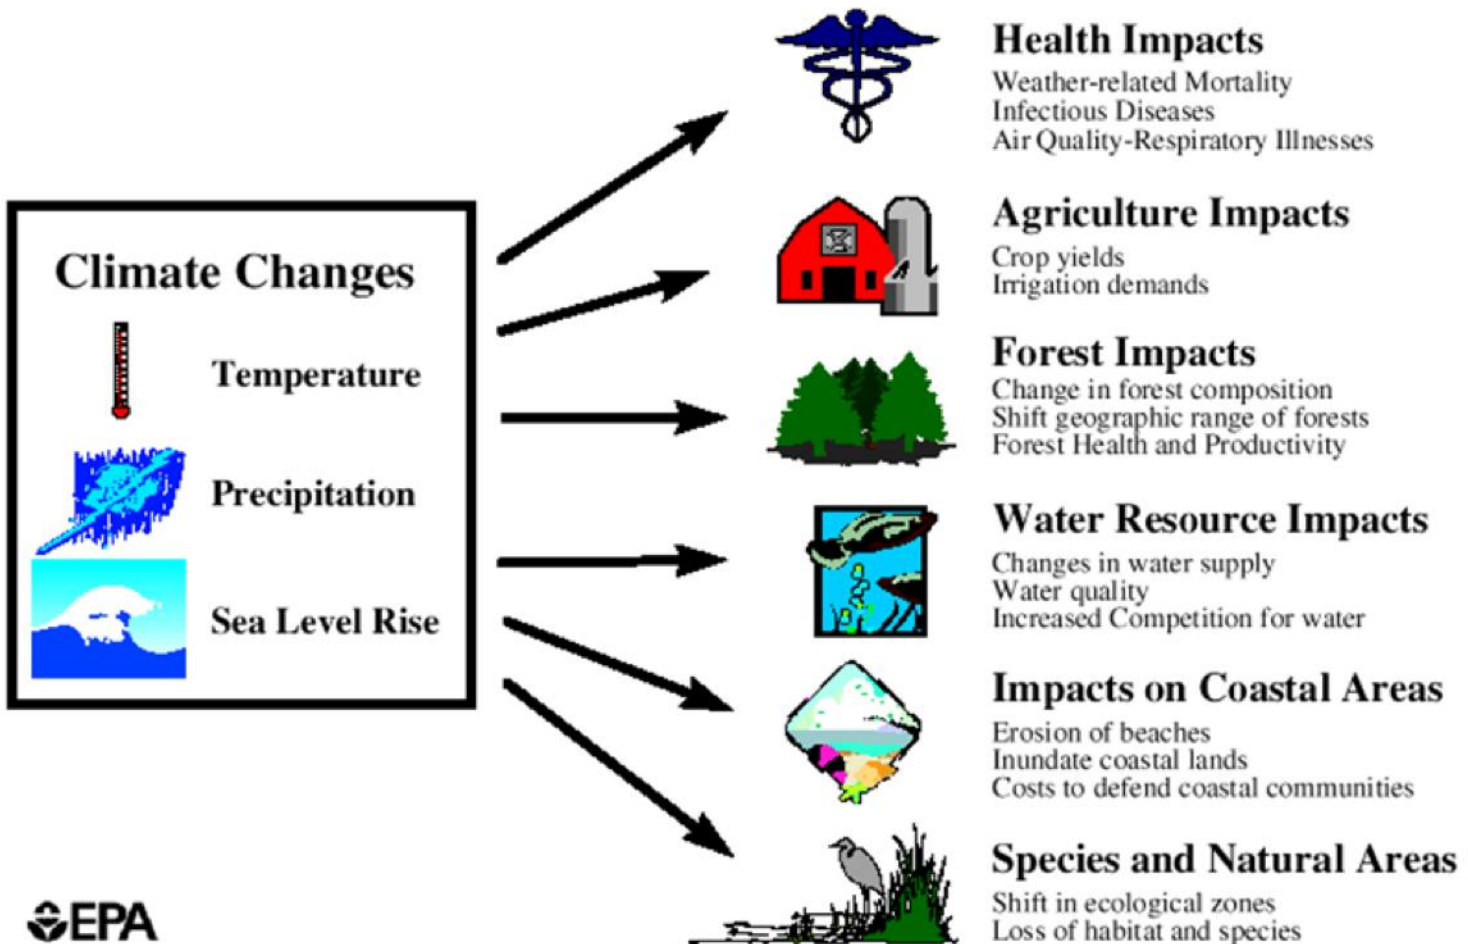 Climate Changes
Temperature
Precipitation
Sea Level Rise
Health Impacts
Weather-related Mortality
Infectious Diseases
Air Quality-Respiratory Illnesses
Agriculture Impacts
Crop yields
Irrigation demands
Forest Impacts
Change in forest composition
Shift geographic range of forests
Forest Health and Productivity
Water Resource Impacts
Changes in water supply
Water quality
Increased Competition for water
Impacts on Coastal Areas
Erosion of beaches
Inundate coastal lands
Costs to defend coastal communities
Species and Natural Areas
Shift in ecological zones
Loss of habitat and species
EPA